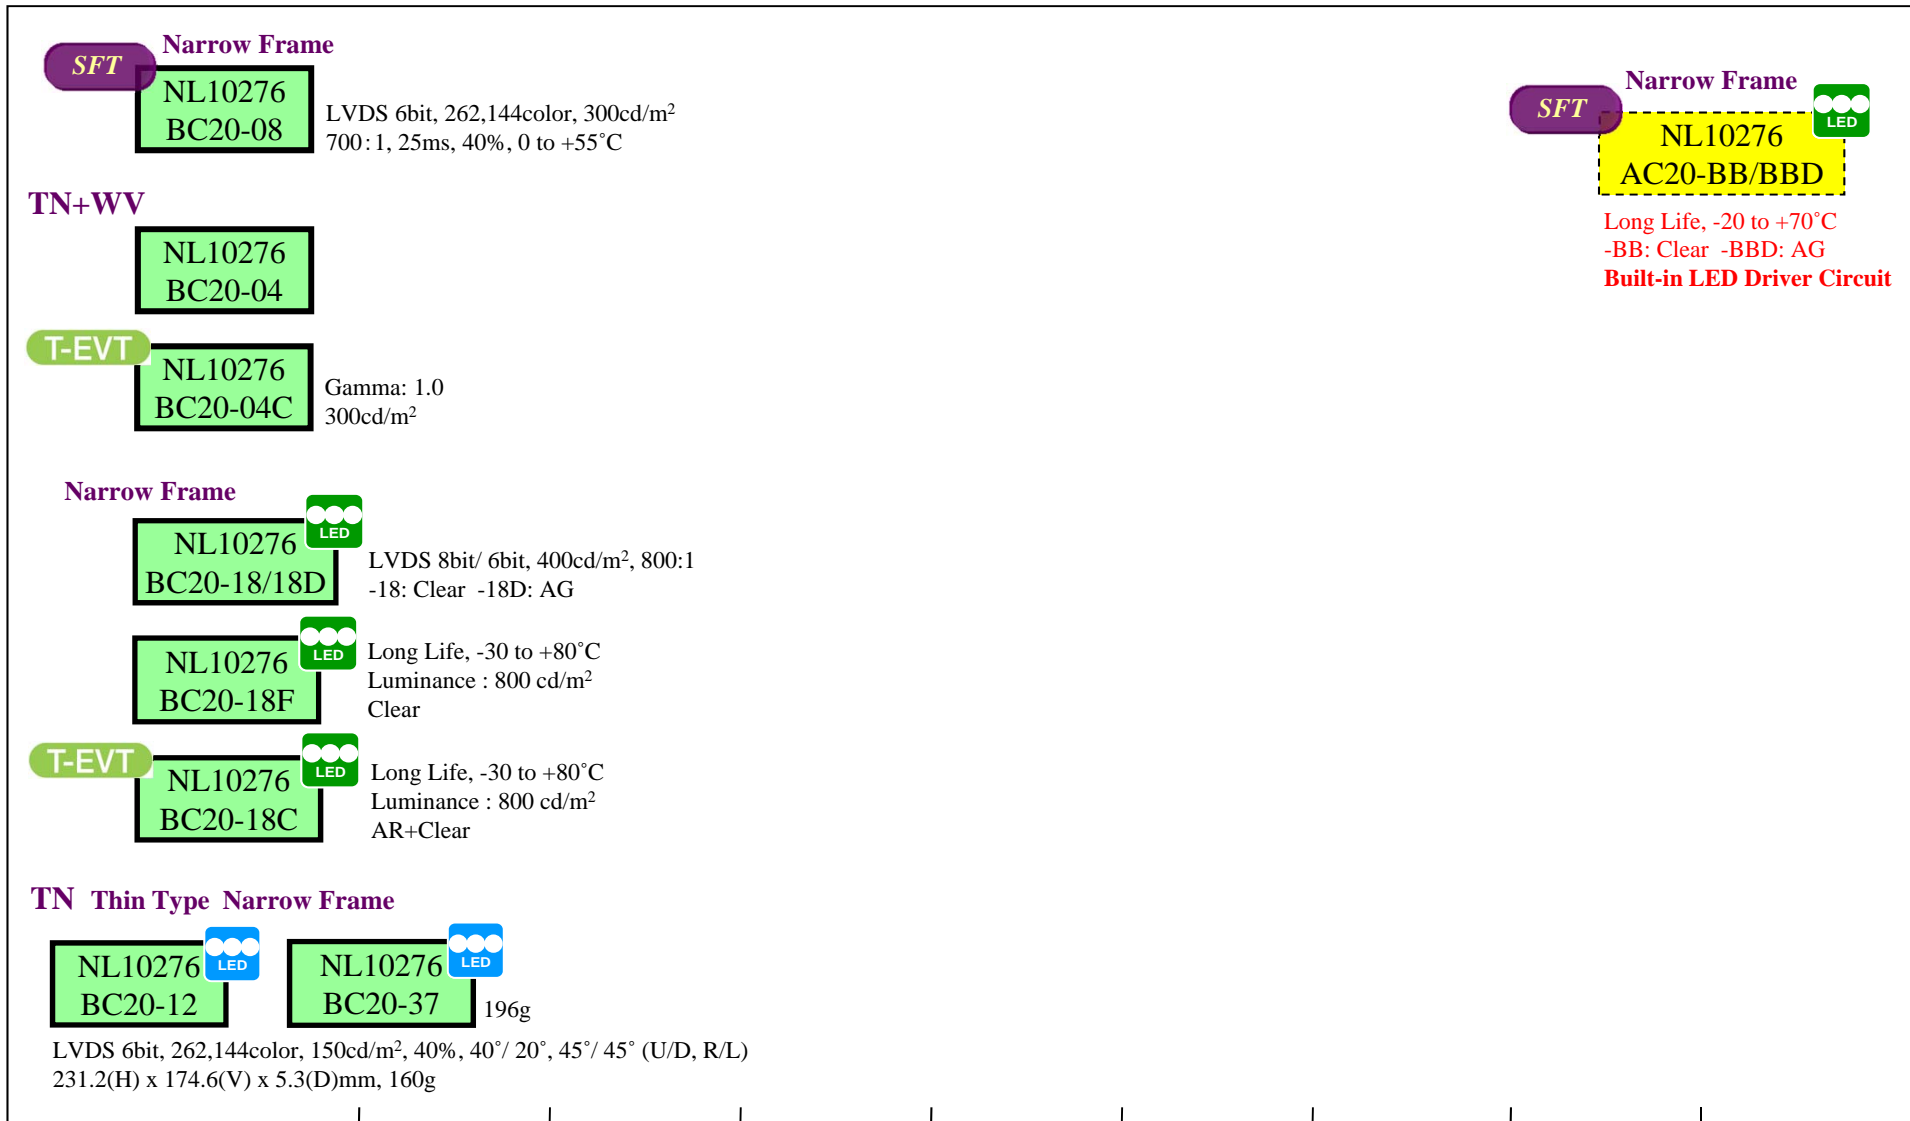 Narrow Frame
SFT
NL10276
BC20-08
LVDS 6bit, 262,144color, 300cd/m²
700:1, 25ms, 40%, 0 to +55˚C
Narrow Frame
SFT
LED
NL10276
AC20-BB/BBD
Long Life, -20 to +70˚C
-BB: Clear -BBD: AG
Built-in LED Driver Circuit
TN+WV
NL10276
BC20-04
T-EVT
NL10276
BC20-04C
Gamma: 1.0
300cd/m²
Narrow Frame
LED
NL10276
BC20-18/18D
LVDS 8bit/ 6bit, 400cd/m², 800:1
-18: Clear -18D: AG
LED
NL10276
BC20-18F
Long Life, -30 to +80˚C
Luminance : 800 cd/m²
Clear
T-EVT
LED
NL10276
BC20-18C
Long Life, -30 to +80˚C
Luminance : 800 cd/m²
AR+Clear
TN Thin Type Narrow Frame
LED
NL10276
BC20-12
LED
NL10276
BC20-37
196g
LVDS 6bit, 262,144color, 150cd/m², 40%, 40˚/ 20˚, 45˚/ 45˚ (U/D, R/L)
231.2(H) x 174.6(V) x 5.3(D)mm, 160g